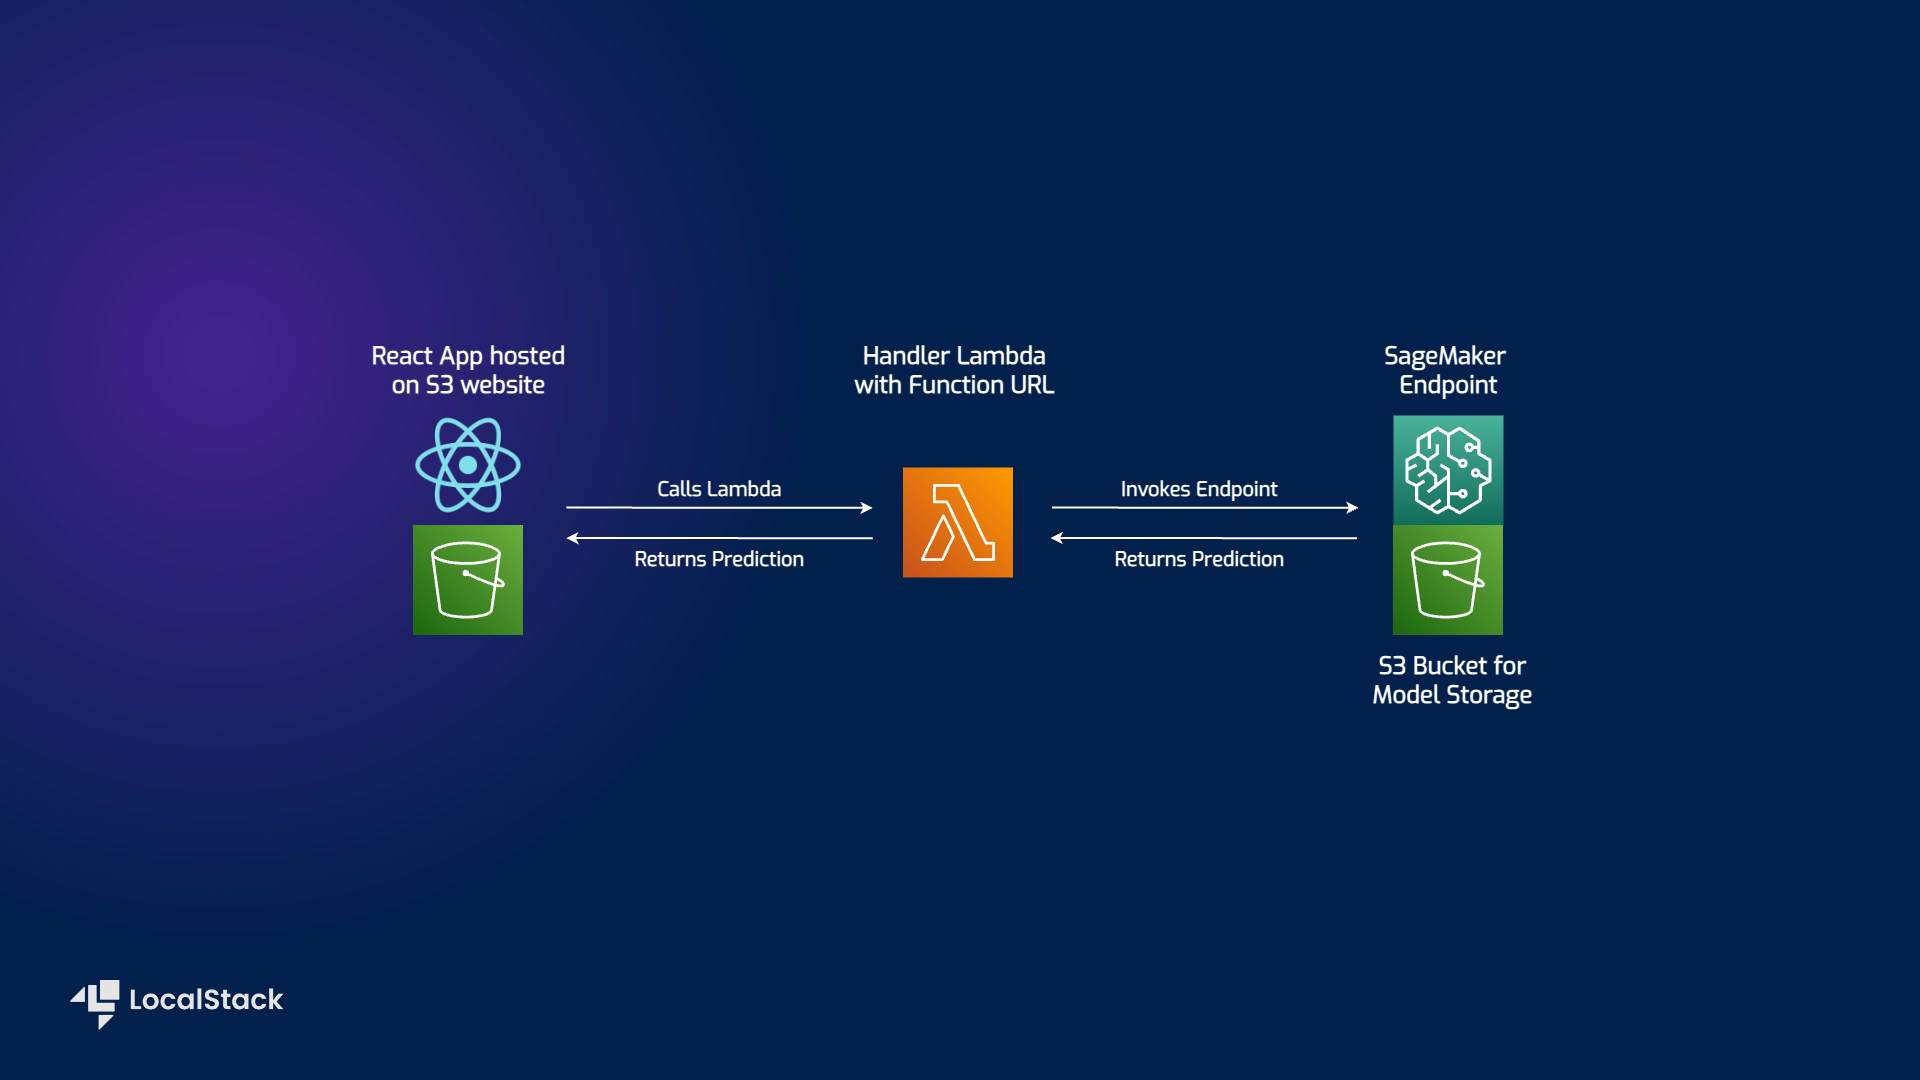 React App hosted
on S3 website
Handler Lambda
with Function URL
SageMaker
Endpoint
Calls Lambda
Returns Prediction
Invokes Endpoint
Returns Prediction
S3 Bucket for
Model Storage
LocalStack